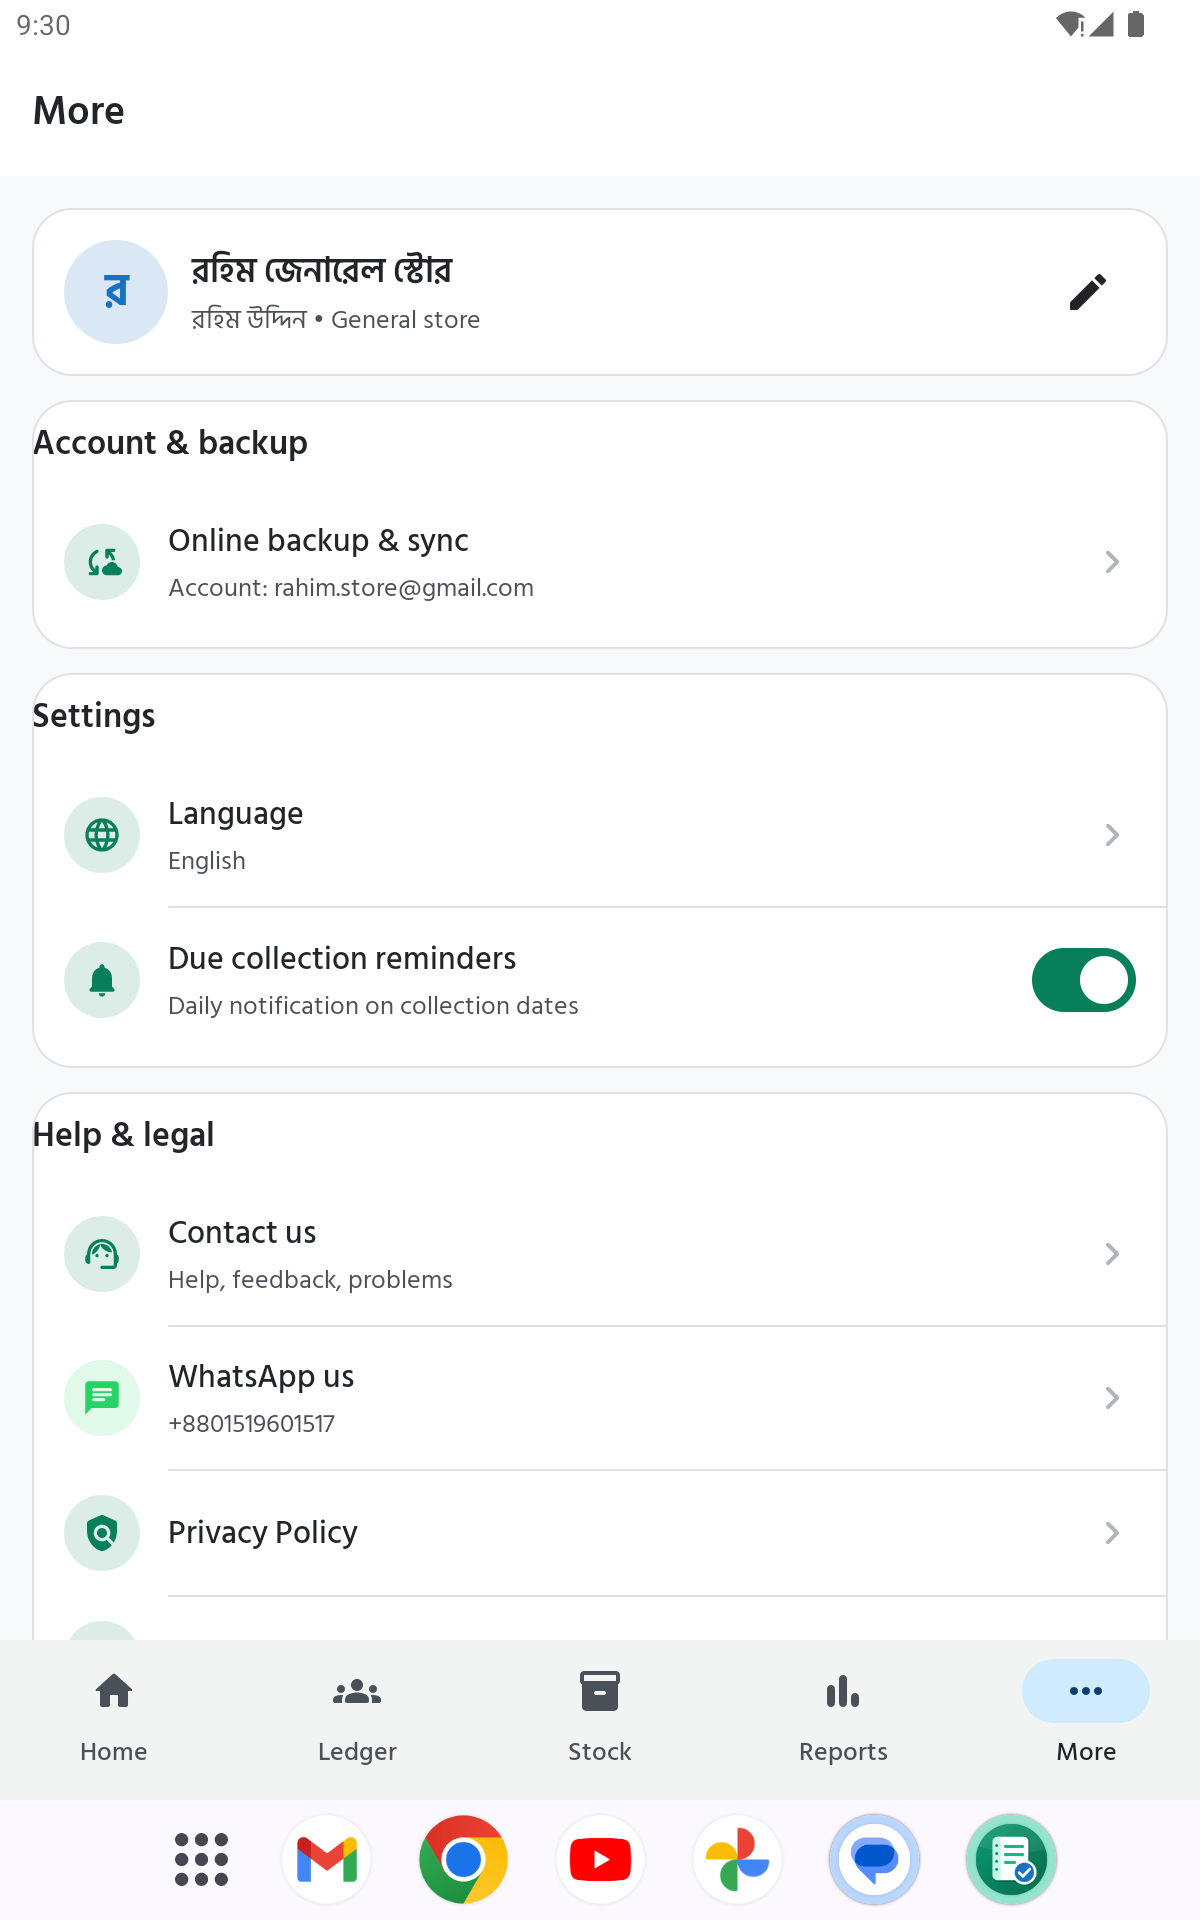 9:30
More
র
রহিম জেনারেল স্টোর
রহিম উদ্দিন • General store
Account & backup
Online backup & sync
Account: rahim.store@gmail.com
Settings
Language
English
Due collection reminders
Daily notification on collection dates
Help & legal
Contact us
Help, feedback, problems
WhatsApp us
+8801519601517
Privacy Policy
Home
Ledger
Stock
Reports
More